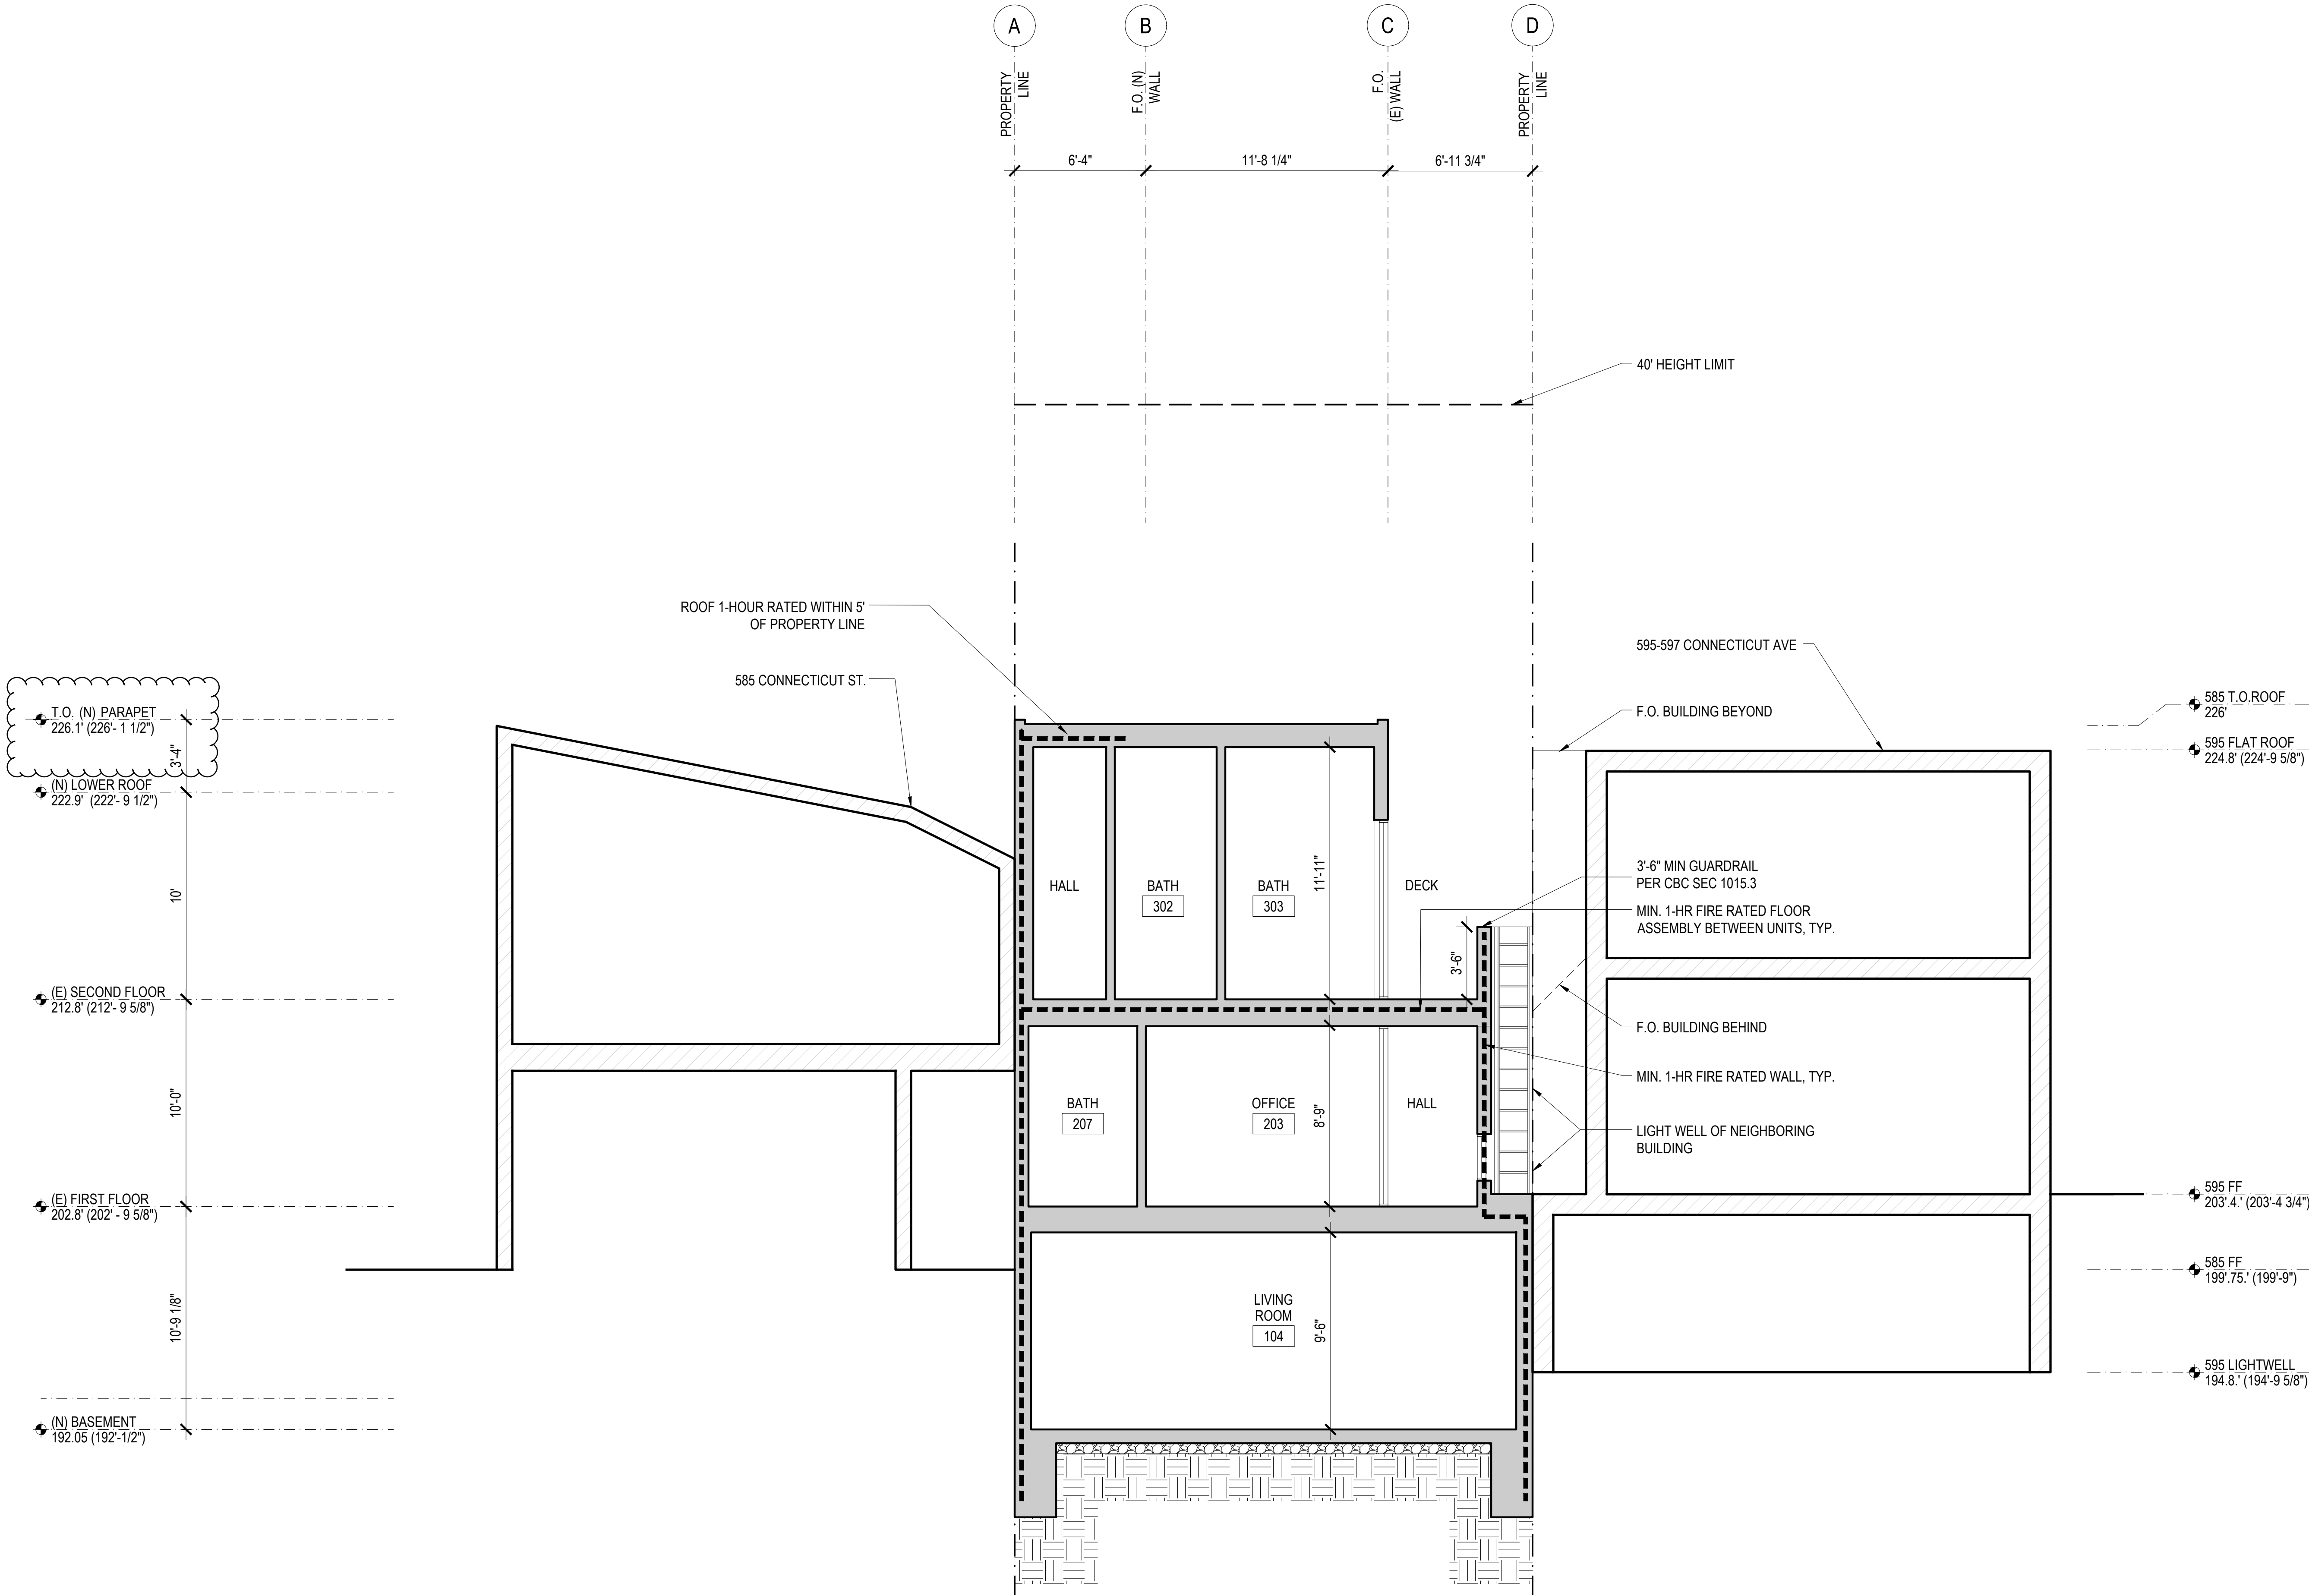 A
B
C
D
PROPERTY
LINE
F.O. (N)
WALL
F.O.
(E) WALL
PROPERTY
LINE
6'-4"
11'-8 1/4"
6'-11 3/4"
40' HEIGHT LIMIT
ROOF 1-HOUR RATED WITHIN 5'
OF PROPERTY LINE
585 CONNECTICUT ST.
595-597 CONNECTICUT AVE
F.O. BUILDING BEYOND
T.O. (N) PARAPET
226.1' (226'- 1 1/2")
3'-4"
(N) LOWER ROOF
222.9' (222'- 9 1/2")
10'
(E) SECOND FLOOR
212.8' (212'- 9 5/8")
10'-0"
(E) FIRST FLOOR
202.8' (202' - 9 5/8")
10'-9 1/8"
(N) BASEMENT
192.05 (192'-1/2")
HALL
BATH
302
BATH
303
11'-11"
DECK
3'-6"
BATH
207
OFFICE
203
8'-9"
HALL
LIVING
ROOM
104
9'-6"
3'-6" MIN GUARDRAIL
PER CBC SEC 1015.3
MIN. 1-HR FIRE RATED FLOOR
ASSEMBLY BETWEEN UNITS, TYP.
F.O. BUILDING BEHIND
MIN. 1-HR FIRE RATED WALL, TYP.
LIGHT WELL OF NEIGHBORING
BUILDING
585 T.O.ROOF
226'
595 FLAT ROOF
224.8' (224'-9 5/8")
595 FF
203'.4.' (203'-4 3/4")
585 FF
199'.75.' (199'-9")
595 LIGHTWELL
194.8.' (194'-9 5/8")